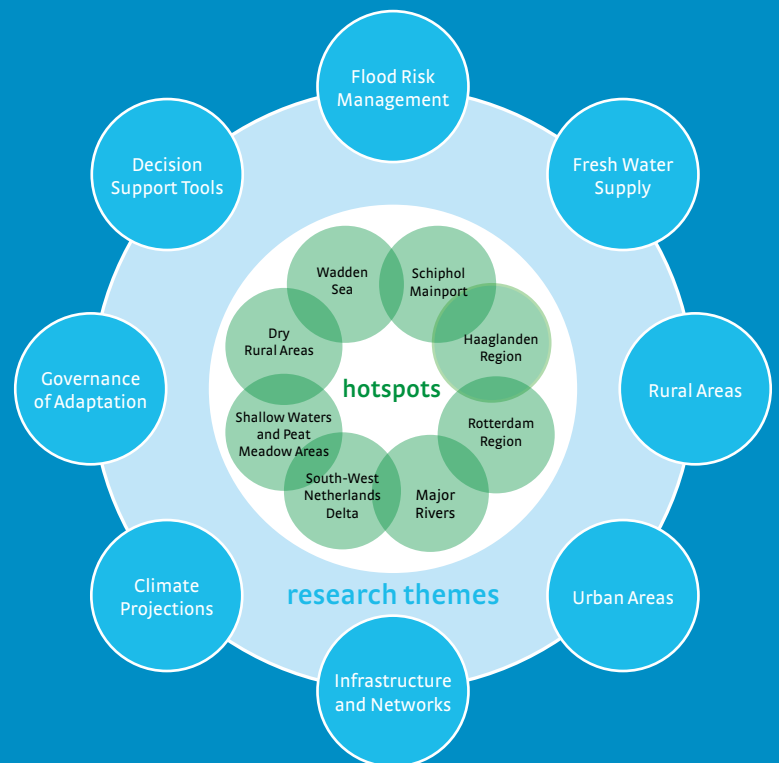 Flood Risk
Management
Decision
Support Tools
Fresh Water
Supply
Wadden
Sea
Schiphol
Mainport
Dry
Rural Areas
Haaglanden
Region
Governance
of Adaptation
hotspots
Rural Areas
Shallow Waters
and Peat
Meadow Areas
Rotterdam
Region
South-West
Netherlands
Delta
Major
Rivers
Climate
Projections
research themes
Urban Areas
Infrastructure
and Networks